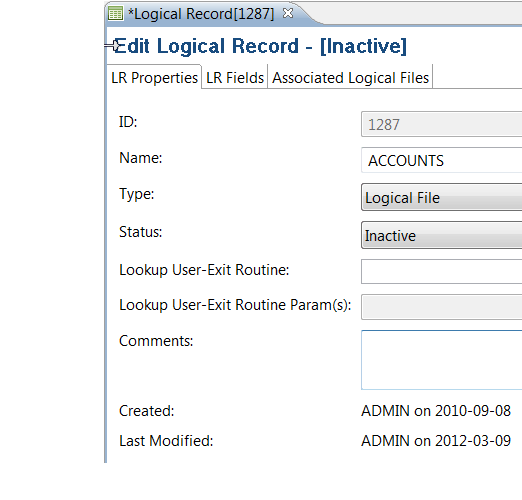 *Logical Record[1287]
Edit Logical Record - [Inactive]
LR Properties LR Fields Associated Logical Files
ID: 1287
Name: ACCOUNTS
Type: Logical File
Status: Inactive
Lookup User-Exit Routine:
Lookup User-Exit Routine Param(s):
Comments:
Created: ADMIN on 2010-09-08
Last Modified: ADMIN on 2012-03-09